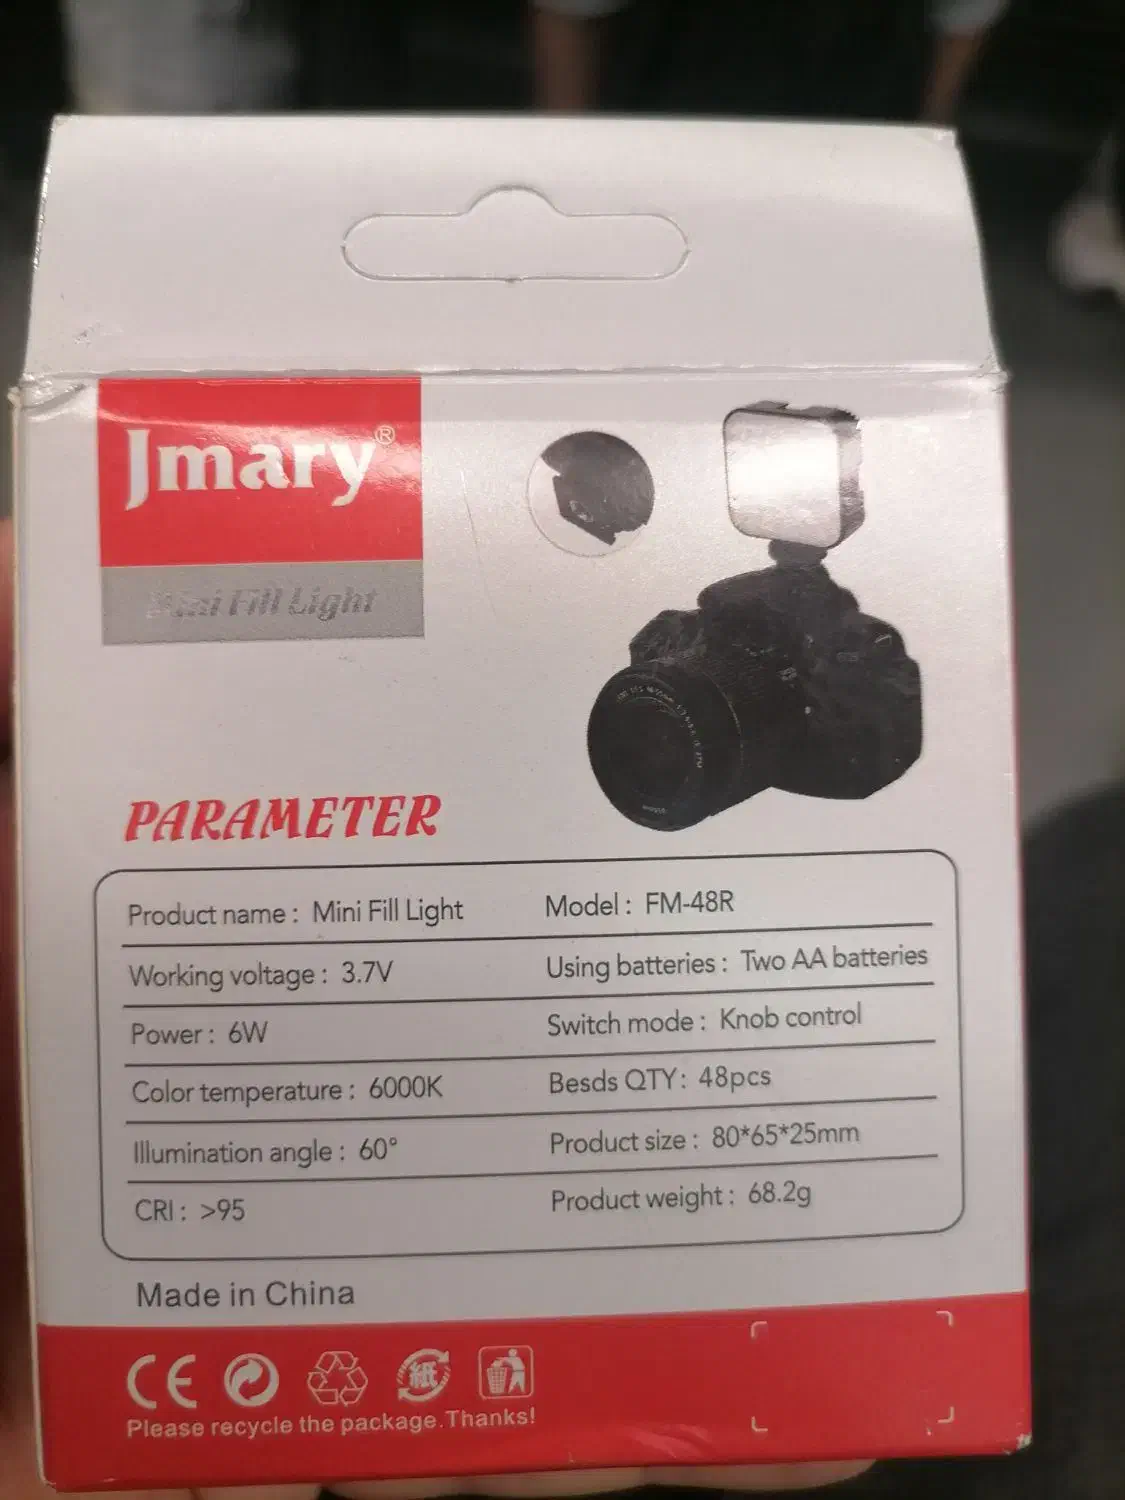 Jmary®
Mini Fill Light
PARAMETER
Product name : Mini Fill Light
Model : FM-48R
Working voltage : 3.7V
Using batteries : Two AA batteries
Power : 6W
Switch mode : Knob control
Color temperature : 6000K
Besds QTY : 48pcs
Illumination angle : 60°
Product size : 80*65*25mm
CRI : >95
Product weight : 68.2g
Made in China
CE
紙
Please recycle the package.Thanks!